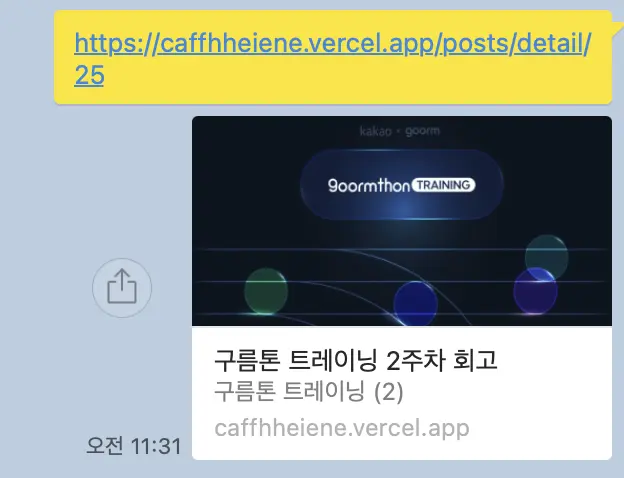 https://caffhheiene.vercel.app/posts/detail/
25
kakao • goorm
goormthon TRAINING
구름톤 트레이닝 2주차 회고
구름톤 트레이닝 (2)
caffhheiene.vercel.app
오전 11:31